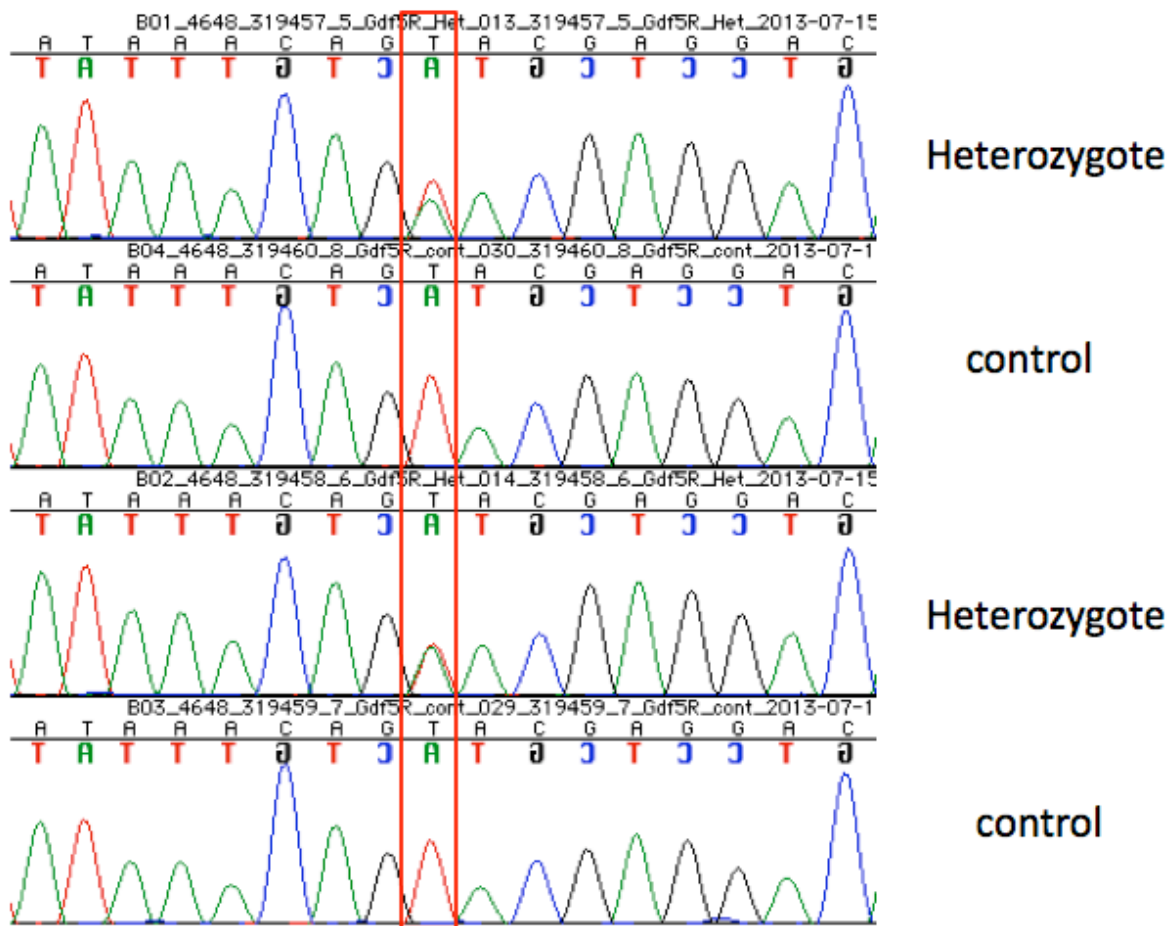 B01_4648_319457_5_Gdf5R_Het_013_319457_5_Gdf5R_Het_2013-07-15
A T A A A C A G T A C G A G G A C
T A T T T G T C A T G C T C C T G
Heterozygote
B04_4648_319460_8_Gdf5R_cont_030_319460_8_Gdf5R_cont_2013-07-1
A T A A A C A G T A C G A G G A C
T A T T T G T C A T G C T C C T G
control
B02_4648_319458_6_Gdf5R_Het_014_319458_6_Gdf5R_Het_2013-07-15
A T A A A C A G T A C G A G G A C
T A T T T G T C A T G C T C C T G
Heterozygote
B03_4648_319459_7_Gdf5R_cont_029_319459_7_Gdf5R_cont_2013-07-1
A T A A A C A G T A C G A G G A C
T A T T T G T C A T G C T C C T G
control